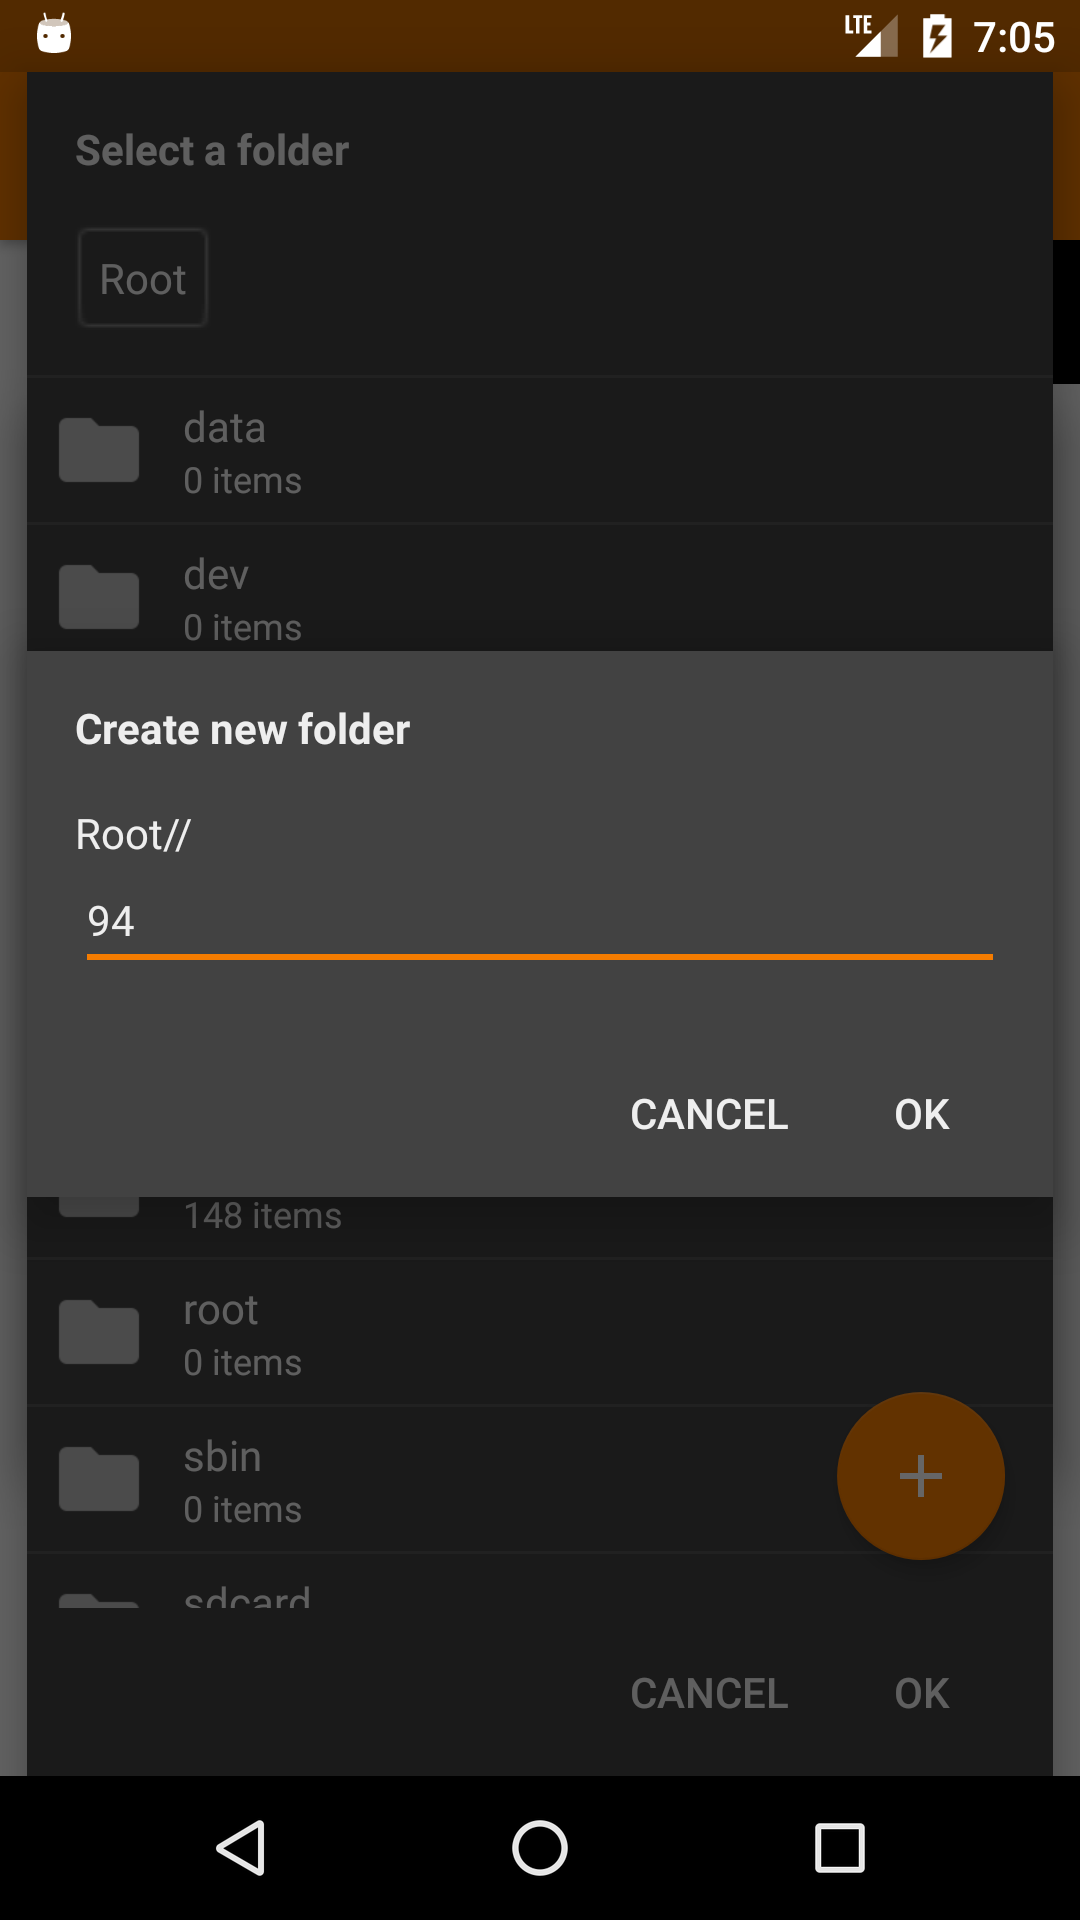 LTE 7:05
Select a folder
Root
data
0 items
dev
0 items
Create new folder
Root//
94
CANCEL OK
148 items
root
0 items
sbin
0 items
sdcard
CANCEL OK